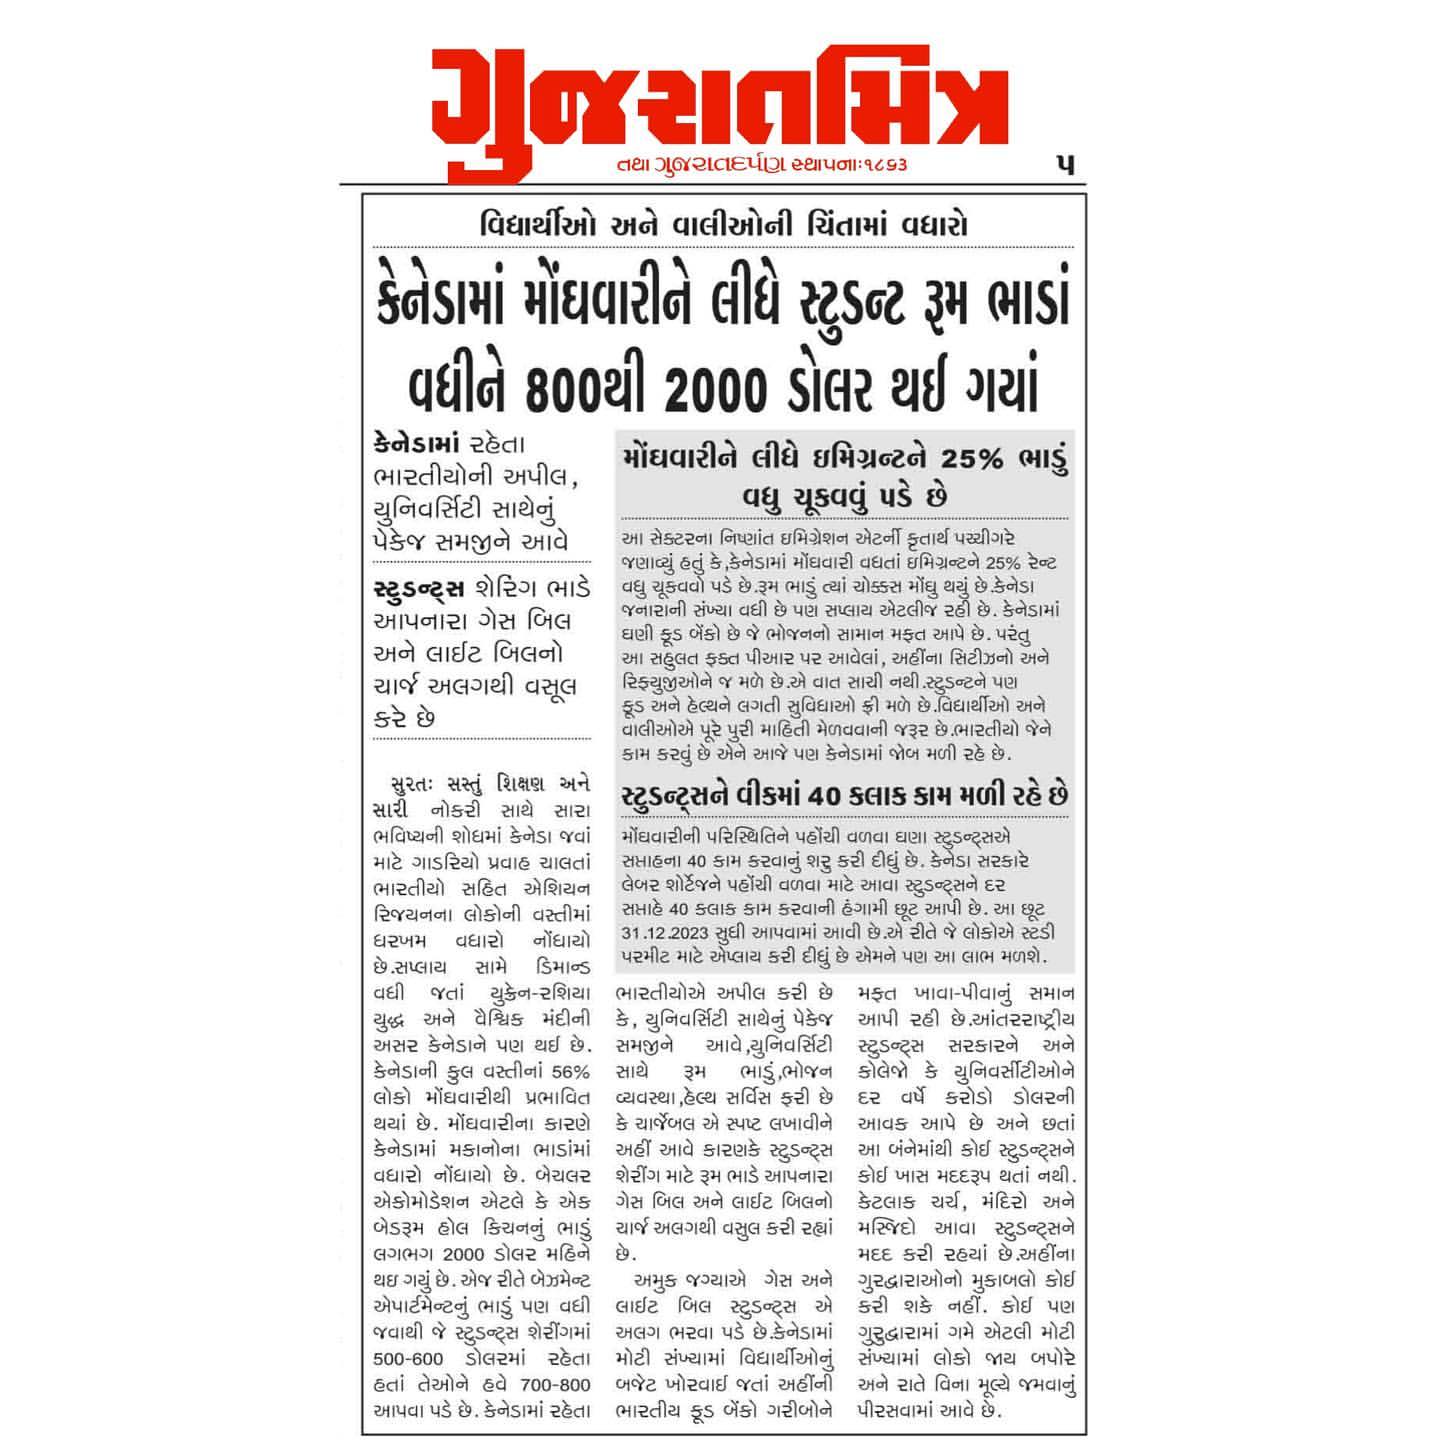 ગુજરાતમિત્ર
તથા ગુજરાતદર્પણ સ્થાપનાઃ૧૮૬૩
૫
વિદ્યાર્થીઓ અને વાલીઓની ચિંતામાં વધારો
કેનેડામાં મોંઘવારીને લીધે સ્ટુડન્ટ રૂમ ભાડાં
વધીને 800થી 2000 ડોલર થઈ ગયાં
કેનેડામાં રહેતા
ભારતીયોની અપીલ,
યુનિવર્સિટી સાથેનું
પેકેજ સમજીને આવે
સ્ટુડન્ટ્સ શેરિંગ ભાડે
આપનારા ગેસ બિલ
અને લાઈટ બિલનો
ચાર્જ અલગથી વસૂલ
કરે છે
સુરતઃ સસ્તું શિક્ષણ અને
સારી નોકરી સાથે સારા
ભવિષ્યની શોધમાં કેનેડા જવાં
માટે ગાડરિયો પ્રવાહ ચાલતાં
ભારતીયો સહિત એશિયન
રિજયનના લોકોની વસ્તીમાં
ધરખમ વધારો નોંધાયો
છે.સપ્લાય સામે ડિમાન્ડ
વધી જતાં યુક્રેન-રશિયા
યુદ્ધ અને વૈશ્વિક મંદીની
અસર કેનેડાને પણ થઈ છે.
કેનેડાની કુલ વસ્તીનાં 56%
લોકો મોંઘવારીથી પ્રભાવિત
થયાં છે. મોંઘવારીના કારણે
કેનેડામાં મકાનોના ભાડાંમાં
વધારો નોંધાયો છે. બેચલર
એકોમોડેશન એટલે કે એક
બેડરૂમ હોલ કિચનનું ભાડું
લગભગ 2000 ડોલર મહિને
થઇ ગયું છે. એજ રીતે બેઝમેન્ટ
એપાર્ટમેન્ટનું ભાડું પણ વધી
જવાથી જે સ્ટુડન્ટ્સ શેરીંગમાં
500-600 ડોલરમાં રહેતા
હતાં તેઓને હવે 700-800
આપવા પડે છે. કેનેડામાં રહેતા
મોંઘવારીને લીધે ઇમિગ્રન્ટને 25% ભાડું
વધુ ચૂકવવું પડે છે
આ સેક્ટરના નિષ્ણાંત ઇમિગ્રેશન એટર્ની કૃતાર્થ પચ્ચીગરે
જણાવ્યું હતું કે,કેનેડામાં મોંઘવારી વધતાં ઇમિગ્રન્ટને 25% રેન્ટ
વધુ ચૂકવવો પડે છે.રૂમ ભાડું ત્યાં ચોક્કસ મોંઘુ થયું છે.કેનેડા
જનારાની સંખ્યા વધી છે પણ સપ્લાય એટલીજ રહી છે. કેનેડામાં
ઘણી ફૂડ બેંકો છે જે ભોજનનો સામાન મફત આપે છે. પરંતુ
આ સહુલત ફક્ત પીઆર પર આવેલાં, અહીંના સિટીઝનો અને
રિફ્યુજીઓને જ મળે છે.એ વાત સાચી નથી.સ્ટુડન્ટને પણ
ફૂડ અને હેલ્થને લગતી સુવિધાઓ ફ્રી મળે છે.વિદ્યાર્થીઓ અને
વાલીઓએ પૂરે પુરી માહિતી મેળવવાની જરૂર છે.ભારતીયો જેને
કામ કરવું છે એને આજે પણ કેનેડામાં જોબ મળી રહે છે.
સ્ટુડન્ટ્સને વીકમાં 40 કલાક કામ મળી રહે છે
મોંઘવારીની પરિસ્થિતિને પહોંચી વળવા ઘણા સ્ટુડન્ટ્સએ
સપ્તાહના 40 કામ કરવાનું શરુ કરી દીધું છે. કેનેડા સરકારે
લેબર શોર્ટેજને પહોંચી વળવા માટે આવા સ્ટુડન્ટ્સને દર
સપ્તાહે 40 કલાક કામ કરવાની હંગામી છૂટ આપી છે. આ છૂટ
31.12.2023 સુધી આપવામાં આવી છે.એ રીતે જે લોકોએ સ્ટડી
પરમીટ માટે એપ્લાય કરી દીધું છે એમને પણ આ લાભ મળશે.
ભારતીયોએ અપીલ કરી છે
કે, યુનિવર્સિટી સાથેનું પેકેજ
સમજીને આવે,યુનિવર્સિટી
સાથે રૂમ ભાડું,ભોજન
વ્યવસ્થા,હેલ્થ સર્વિસ ફરી છે
કે ચાર્જેબલ એ સ્પષ્ટ લખાવીને
અહીં આવે કારણકે સ્ટુડન્ટ્સ
શેરીંગ માટે રૂમ ભાડે આપનારા
ગેસ બિલ અને લાઈટ બિલનો
ચાર્જ અલગથી વસુલ કરી રહ્યાં
છે.
અમુક જગ્યાએ ગેસ અને
લાઈટ બિલ સ્ટુડન્ટ્સ એ
અલગ ભરવા પડે છે.કેનેડામાં
મોટી સંખ્યામાં વિદ્યાર્થીઓનું
બજેટ ખોરવાઈ જતાં અહીંની
ભારતીય ફૂડ બેંકો ગરીબોને
મફત ખાવા-પીવાનું સમાન
આપી રહી છે.આંતરરાષ્ટ્રીય
સ્ટુડન્ટ્સ સરકારને અને
કોલેજો કે યુનિવર્સીટીઓને
દર વર્ષે કરોડો ડોલરની
આવક આપે છે અને છતાં
આ બંનેમાંથી કોઈ સ્ટુડન્ટ્સને
કોઈ ખાસ મદદરૂપ થતાં નથી.
કેટલાક ચર્ચ, મંદિરો અને
મસ્જિદો આવા સ્ટુડન્ટ્સને
મદદ કરી રહયાં છે.અહીંના
ગુરદ્વારાઓનો મુકાબલો કોઈ
કરી શકે નહીં. કોઈ પણ
ગુરુદ્વારામાં ગમે એટલી મોટી
સંખ્યામાં લોકો જાય બપોરે
અને રાતે વિના મૂલ્યે જમવાનું
પીરસવામાં આવે છે.